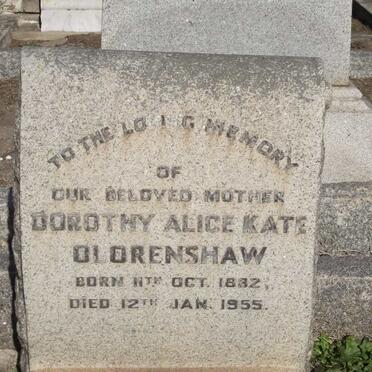 TO THE LOVING MEMORY
OF
OUR BELOVED MOTHER
DOROTHY ALICE KATE
OLORENSHAW
BORN 11TH OCT. 1882,
DIED 12TH JAN. 1955.